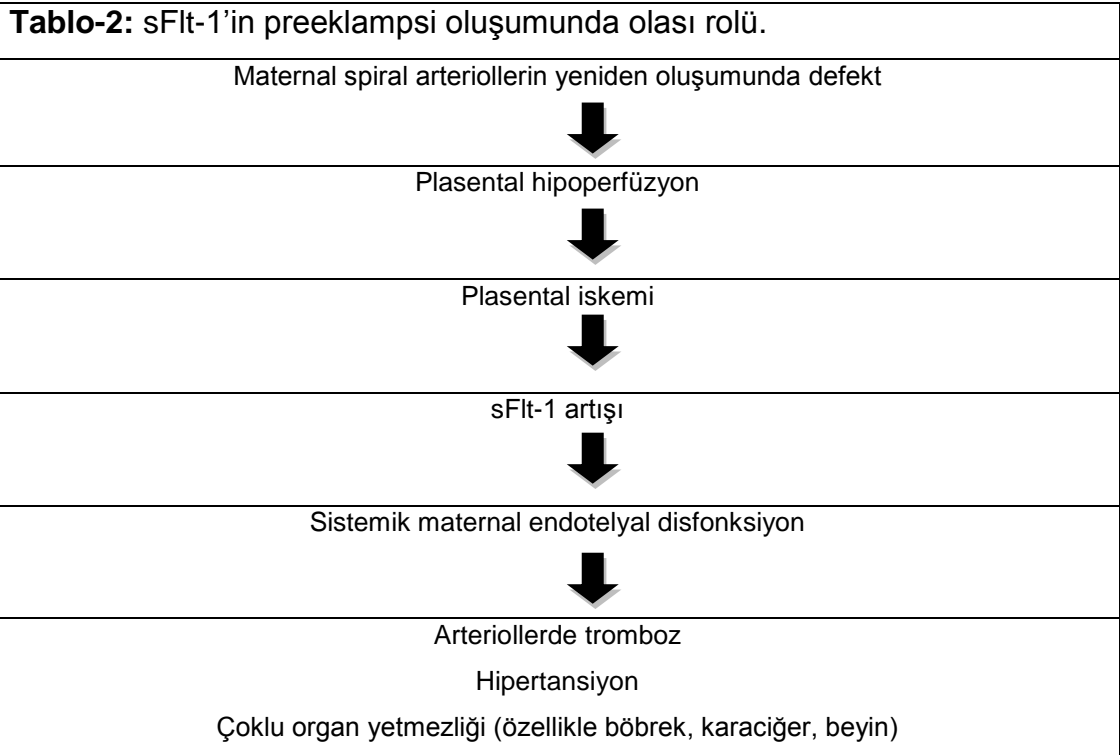 Tablo-2: sFlt-1’in preeklampsi oluşumunda olası rolü.
Maternal spiral arteriollerin yeniden oluşumunda defekt
Plasental hipoperfüzyon
Plasental iskemi
sFlt-1 artışı
Sistemik maternal endotelyal disfonksiyon
Arteriollerde tromboz
Hipertansiyon
Çoklu organ yetmezliği (özellikle böbrek, karaciğer, beyin)